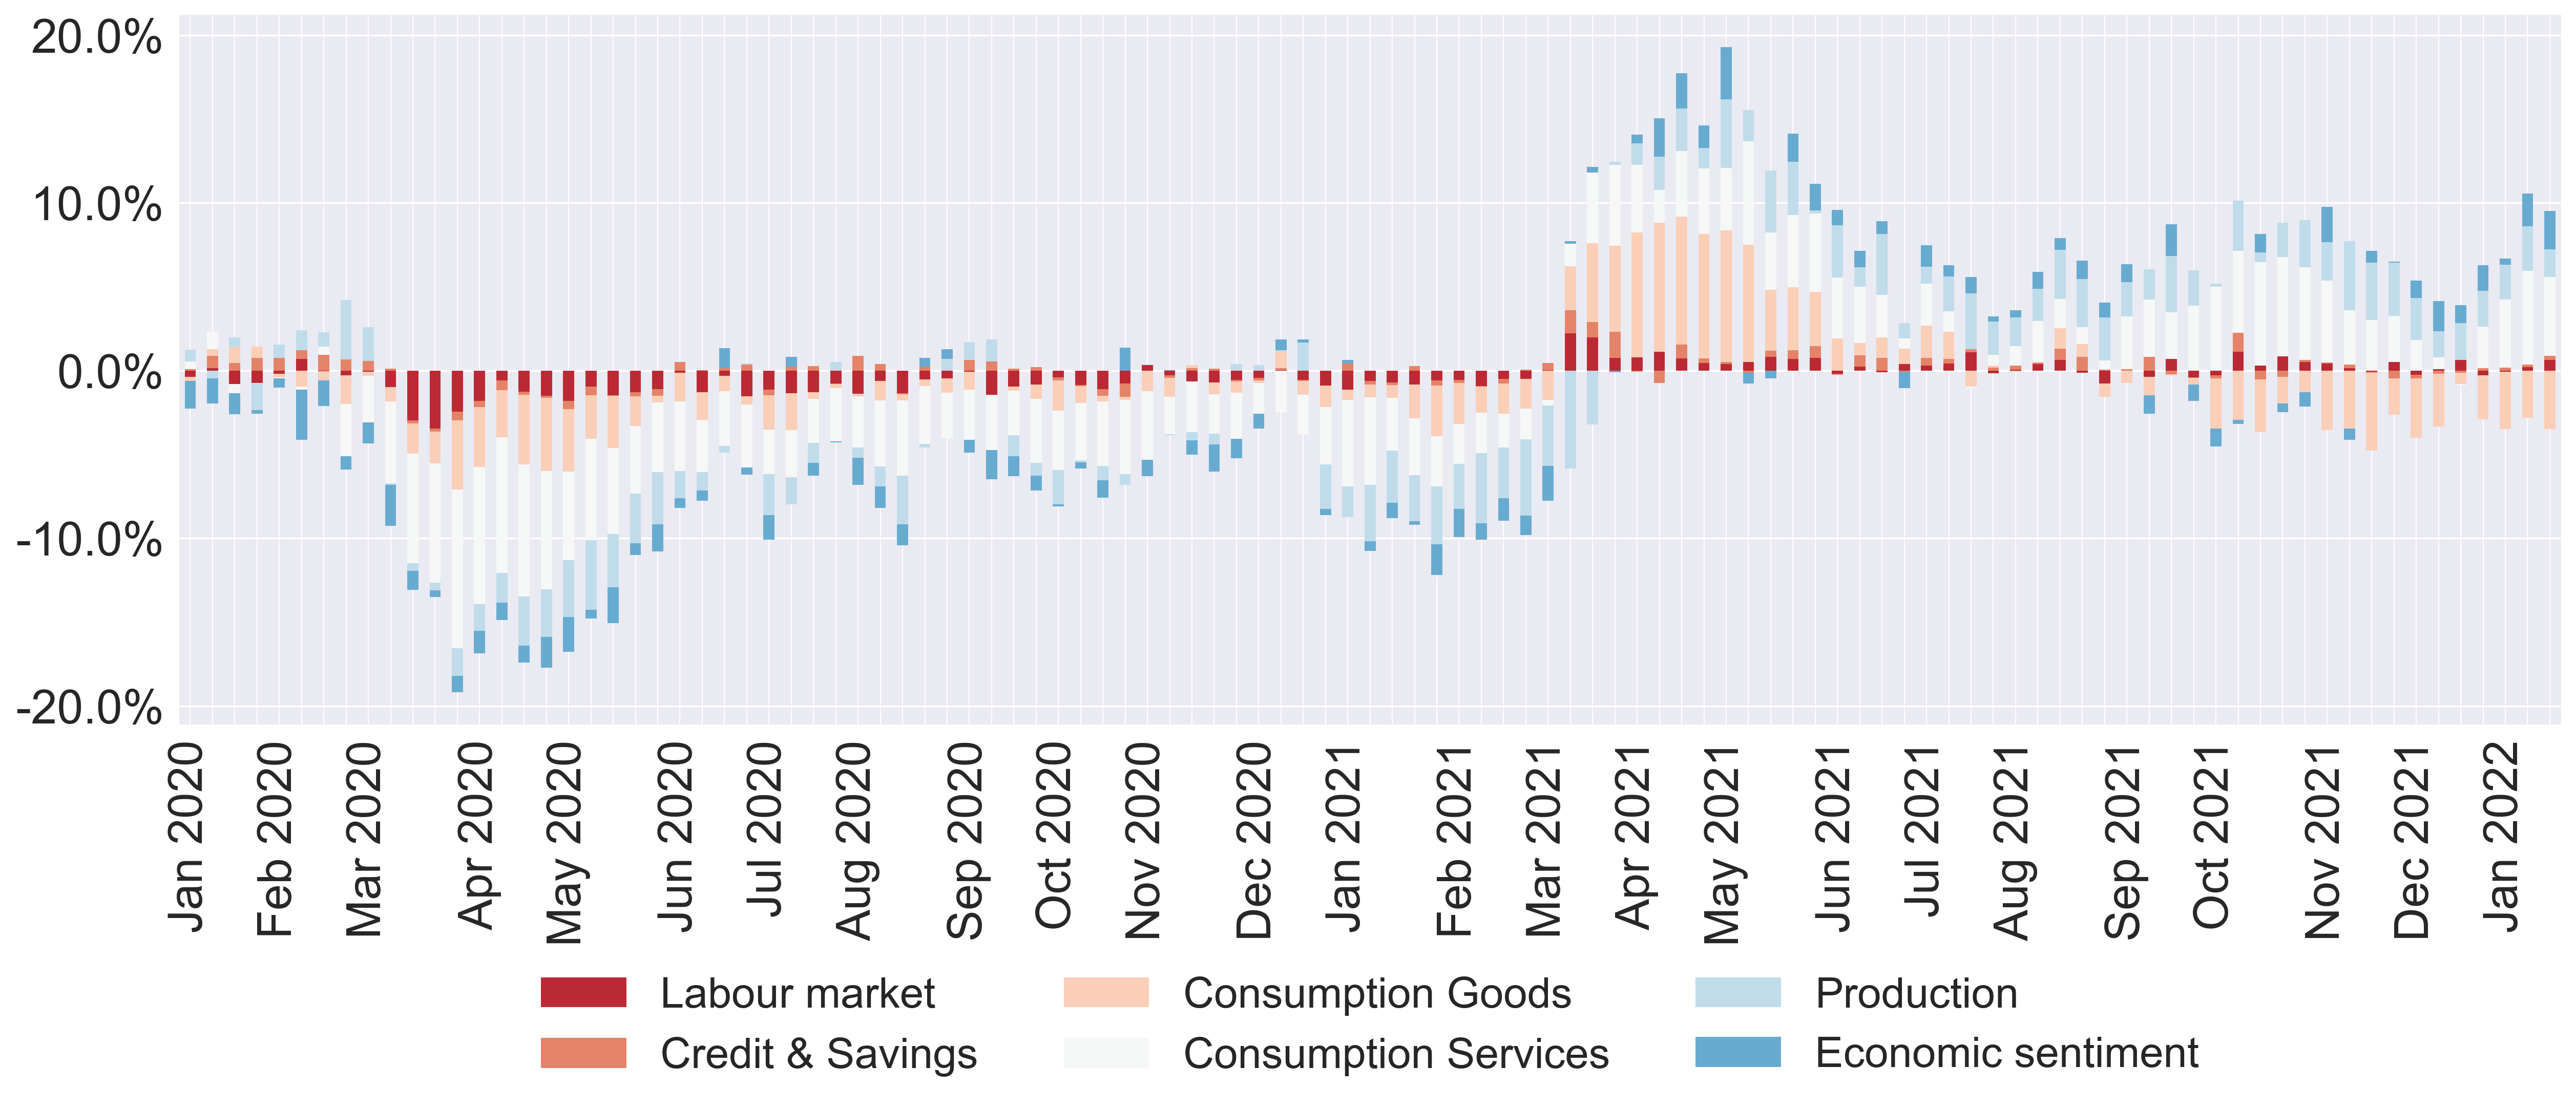 20.0%
10.0%
0.0%
-10.0%
-20.0%
Jan 2020
Feb 2020
Mar 2020
Apr 2020
May 2020
Jun 2020
Jul 2020
Aug 2020
Sep 2020
Oct 2020
Nov 2020
Dec 2020
Jan 2021
Feb 2021
Mar 2021
Apr 2021
May 2021
Jun 2021
Jul 2021
Aug 2021
Sep 2021
Oct 2021
Nov 2021
Dec 2021
Jan 2022
Labour market
Consumption Goods
Production
Credit & Savings
Consumption Services
Economic sentiment